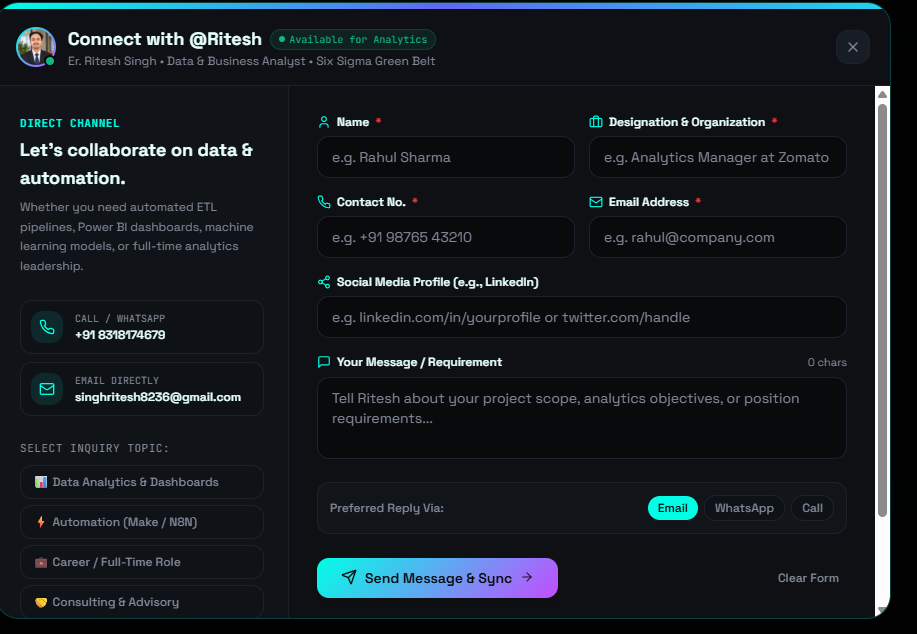 Connect with @Ritesh
Available for Analytics
Er. Ritesh Singh • Data & Business Analyst • Six Sigma Green Belt
DIRECT CHANNEL
Let's collaborate on data &
automation.
Whether you need automated ETL
pipelines, Power BI dashboards, machine
learning models, or full-time analytics
leadership.
CALL / WHATSAPP
+91 8318174679
EMAIL DIRECTLY
singhritesh8236@gmail.com
SELECT INQUIRY TOPIC:
Data Analytics & Dashboards
Automation (Make / N8N)
Career / Full-Time Role
Consulting & Advisory
Name *
e.g. Rahul Sharma
Designation & Organization *
e.g. Analytics Manager at Zomato
Contact No. *
e.g. +91 98765 43210
Email Address *
e.g. rahul@company.com
Social Media Profile (e.g., LinkedIn)
e.g. linkedin.com/in/yourprofile or twitter.com/handle
Your Message / Requirement
0 chars
Tell Ritesh about your project scope, analytics objectives, or position
requirements...
Preferred Reply Via:
Email
WhatsApp
Call
Send Message & Sync →
Clear Form